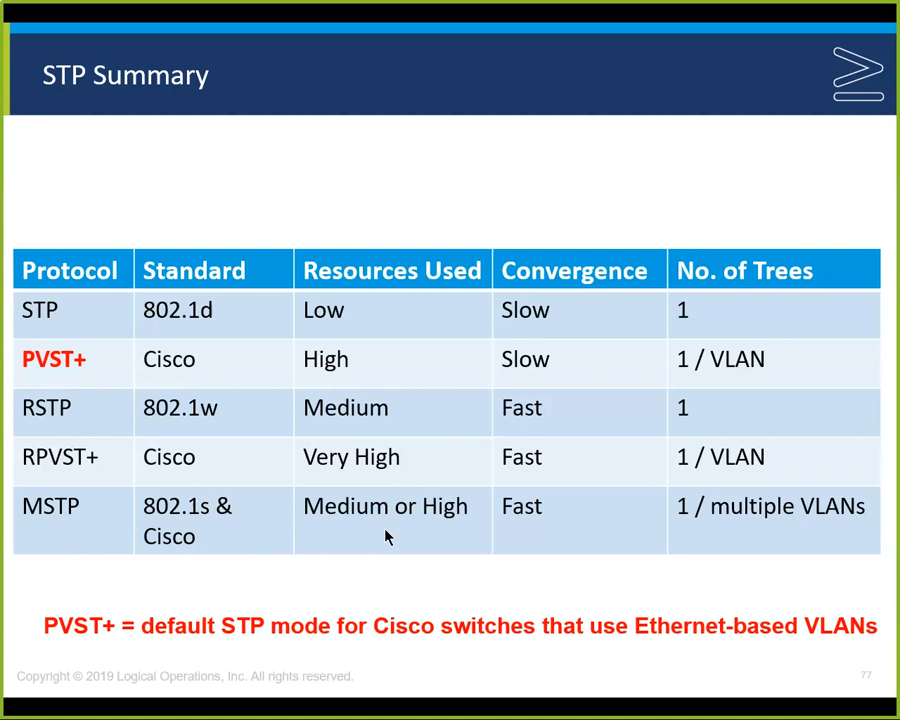 STP Summary
Protocol Standard Resources Used Convergence No. of Trees
STP 802.1d Low Slow 1
PVST+ Cisco High Slow 1 / VLAN
RSTP 802.1w Medium Fast 1
RPVST+ Cisco Very High Fast 1 / VLAN
MSTP 802.1s & Medium or High Fast 1 / multiple VLANs
Cisco
PVST+ = default STP mode for Cisco switches that use Ethernet-based VLANs
Copyright © 2019 Logical Operations, Inc. All rights reserved. 77